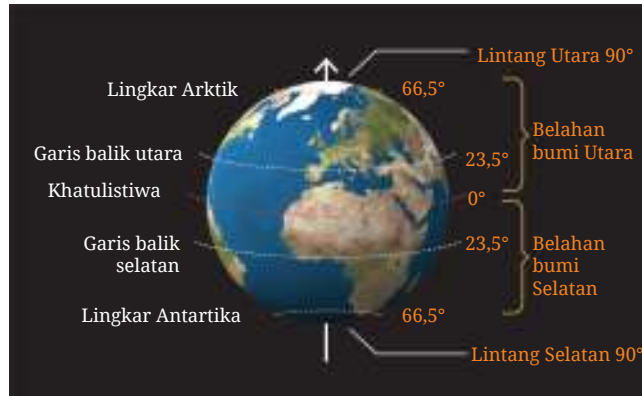 Lintang Utara 90°
Lingkar Arktik
66,5°
Garis balik utara
23,5°
Belahan
bumi Utara
Khatulistiwa
0°
Garis balik
selatan
23,5°
Belahan
bumi
Selatan
Lingkar Antartika
66,5°
Lintang Selatan 90°